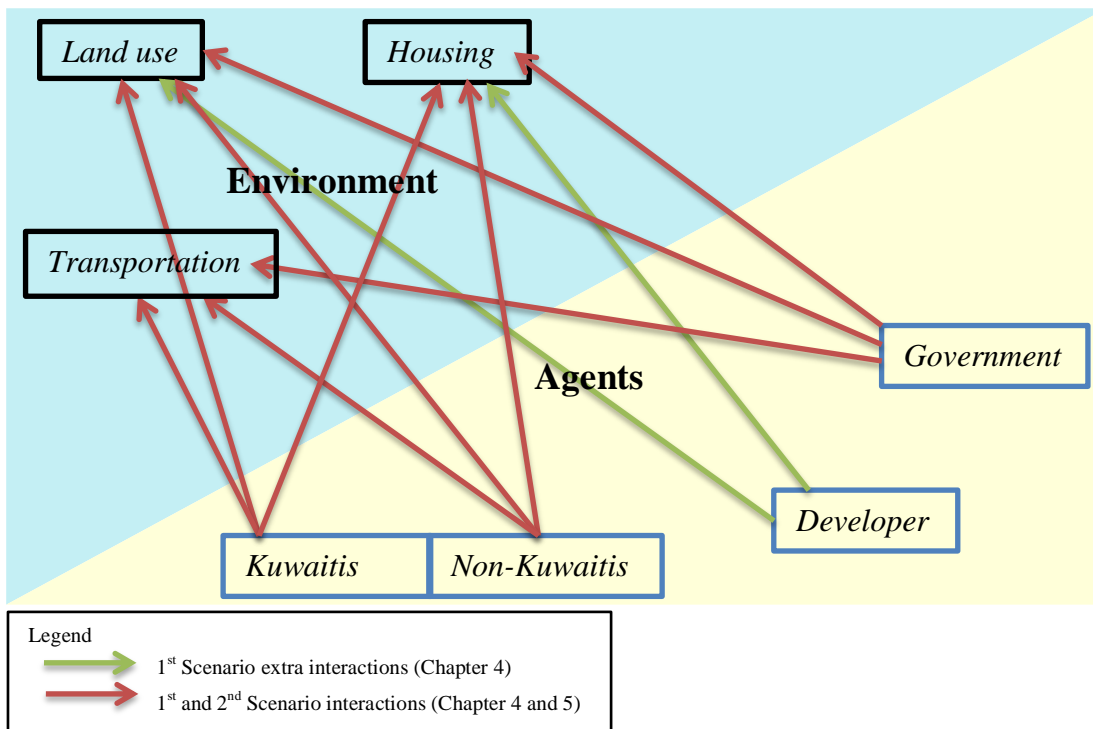 Land use
Housing
Environment
Transportation
Government
Agents
Developer
Kuwaitis
Non-Kuwaitis
Legend
1st Scenario extra interactions (Chapter 4)
1st and 2nd Scenario interactions (Chapter 4 and 5)